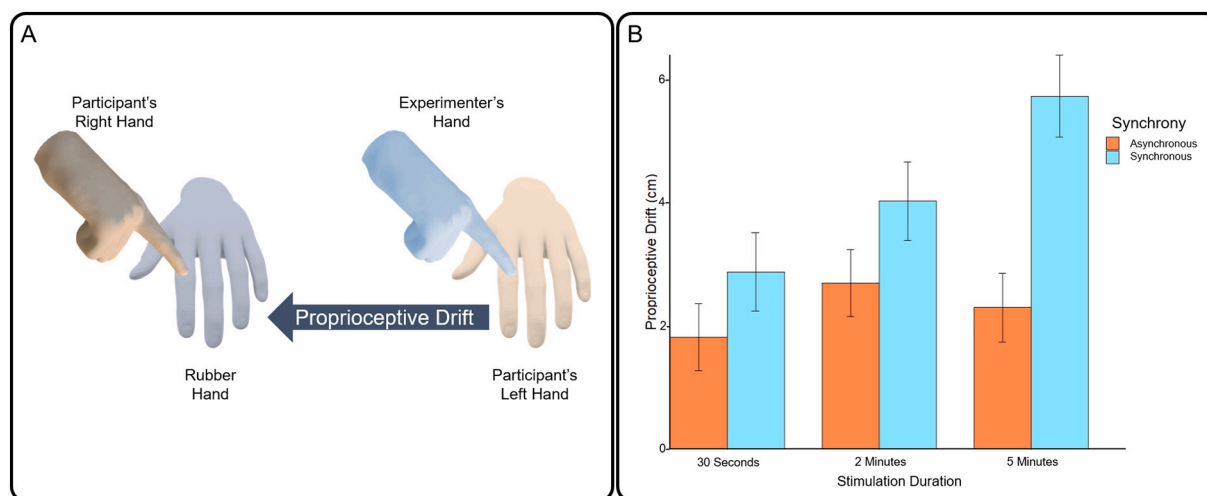 A
Participant's
Right Hand
Experimenter's
Hand
Proprioceptive Drift
Rubber
Hand
Participant's
Left Hand
B
Proprioceptive Drift (cm)
6
4
2
0
30 Seconds
2 Minutes
5 Minutes
Stimulation Duration
Synchrony
Asynchronous
Synchronous